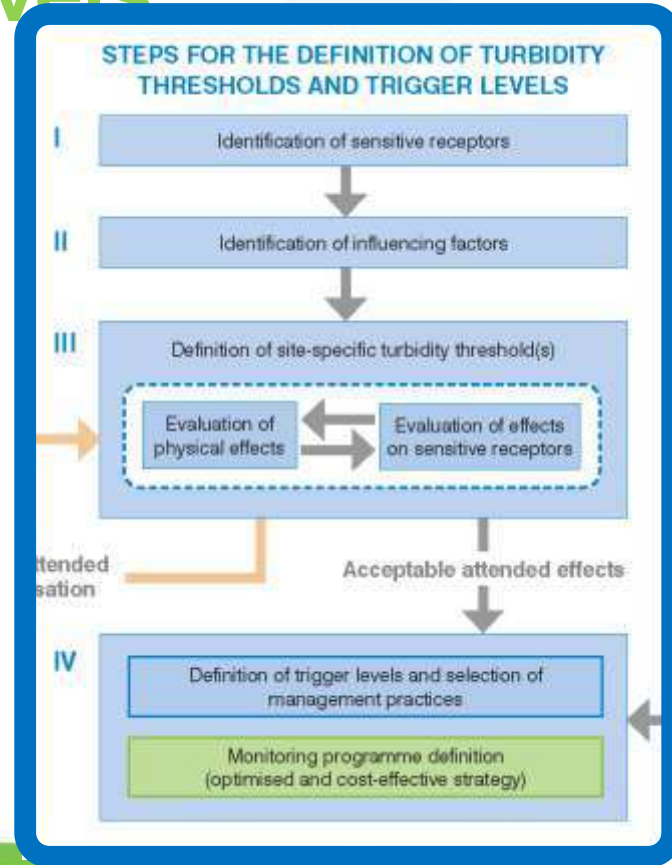 STEPS FOR THE DEFINITION OF TURBIDITY
THRESHOLDS AND TRIGGER LEVELS
I
Identification of sensitive receptors
II
Identification of influencing factors
III
Definition of site-specific turbidity threshold(s)
Evaluation of
physical effects
Evaluation of effects
on sensitive receptors
ttended
sation
Acceptable attended effects
IV
Definition of trigger levels and selection of
management practices
Monitoring programme definition
(optimised and cost-effective strategy)